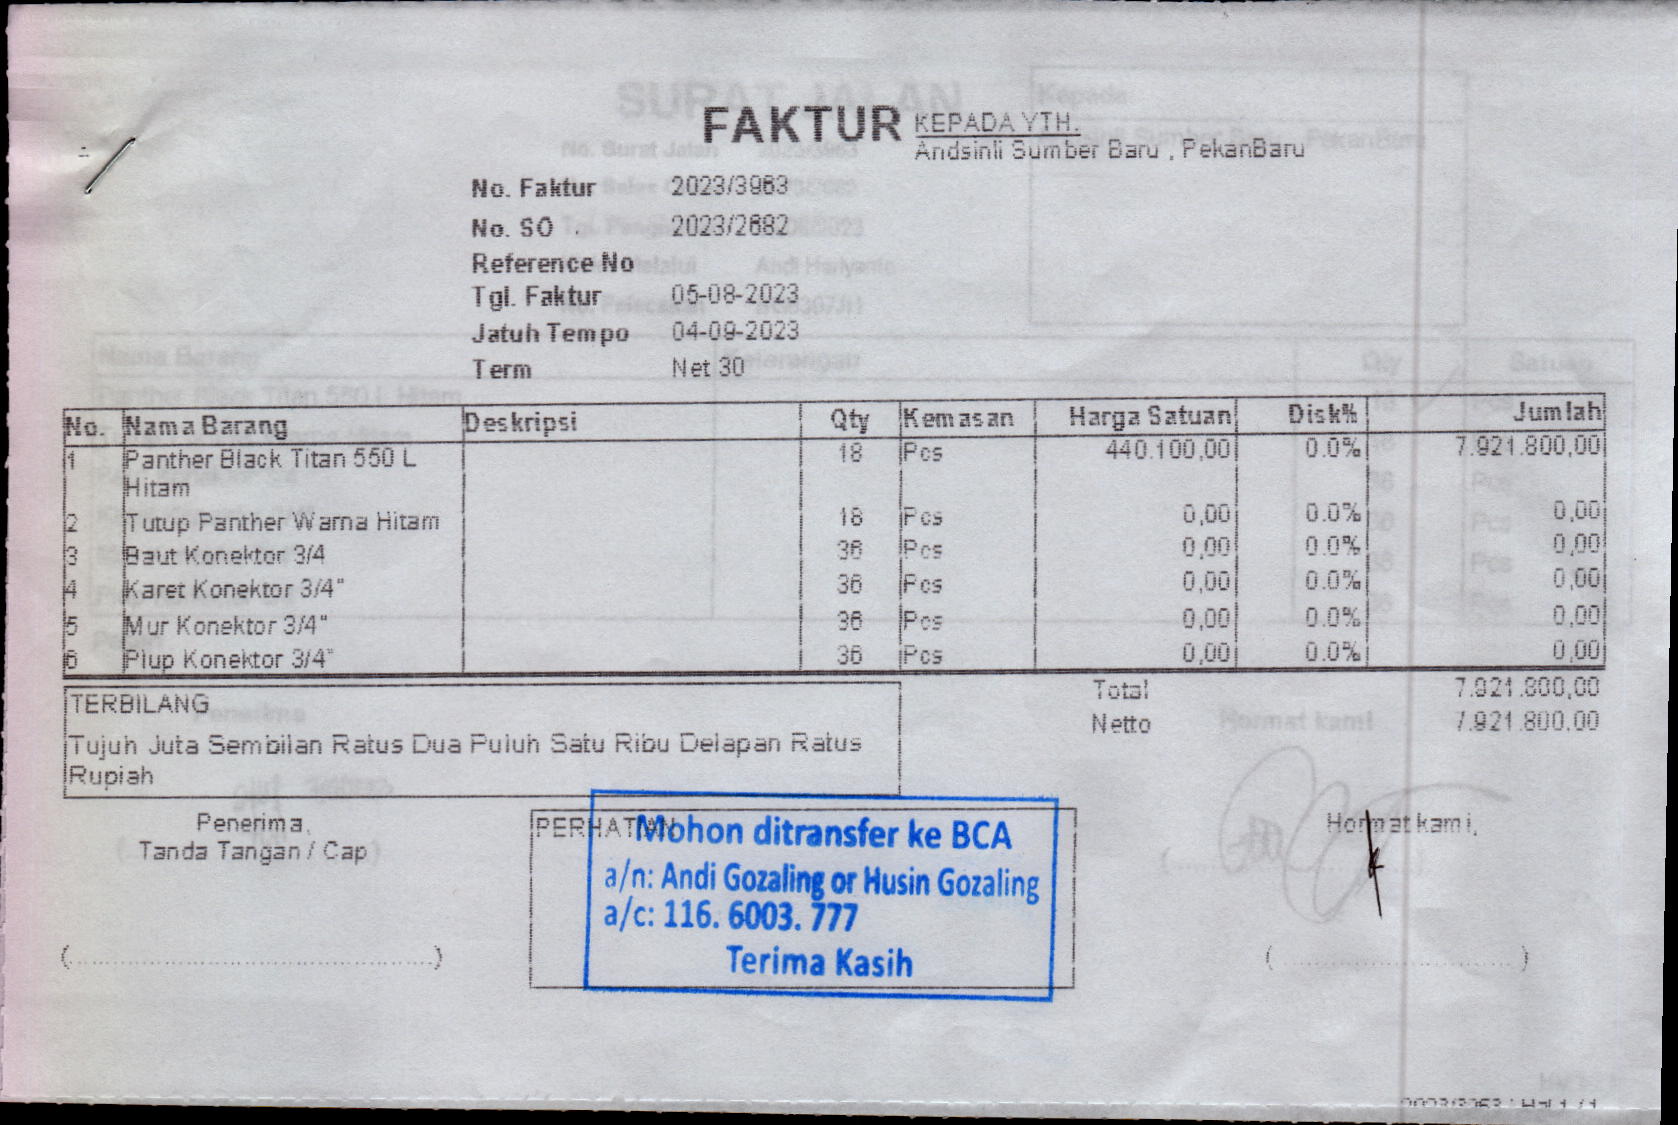 FAKTUR
KEPADA YTH.
Andsinli Sumber Baru , PekanBaru
No. Faktur 2023/3963
No. SO 2023/2682
Reference No
Tgl. Faktur 05-08-2023
Jatuh Tempo 04-09-2023
Term Net 30
No. Nama Barang Deskripsi Qty Kemasan Harga Satuan Disk% Jumlah
1 Panther Black Titan 550 L 18 Pcs 440.100,00 0.0% 7.921.800,00
Hitam
2 Tutup Panther Warna Hitam 18 Pcs 0,00 0.0% 0,00
3 Baut Konektor 3/4 36 Pcs 0,00 0.0% 0,00
4 Karet Konektor 3/4" 36 Pcs 0,00 0.0% 0,00
5 Mur Konektor 3/4" 36 Pcs 0,00 0.0% 0,00
6 Plup Konektor 3/4" 36 Pcs 0,00 0.0% 0,00
Total 7.921.800,00
Netto 7.921.800,00
TERBILANG
Tujuh Juta Sembilan Ratus Dua Puluh Satu Ribu Delapan Ratus
Rupiah
Penerima,
Tanda Tangan / Cap
PERHATIAN
Mohon ditransfer ke BCA
a/n: Andi Gozaling or Husin Gozaling
a/c: 116. 6003. 777
Terima Kasih
Hormat kami,